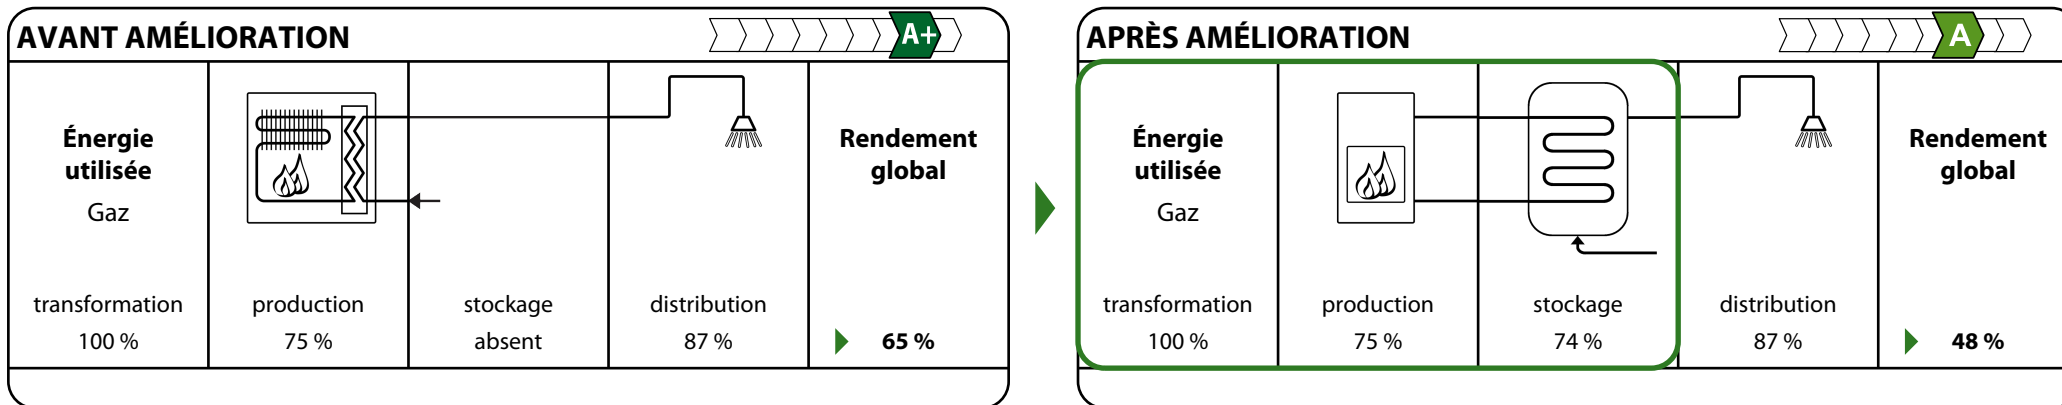 AVANT AMÉLIORATION
A+
Énergie
utilisée
Gaz
transformation
100 %
production
75 %
stockage
absent
distribution
87 %
Rendement
global
65 %
APRÈS AMÉLIORATION
A
Énergie
utilisée
Gaz
transformation
100 %
production
75 %
stockage
74 %
distribution
87 %
Rendement
global
48 %